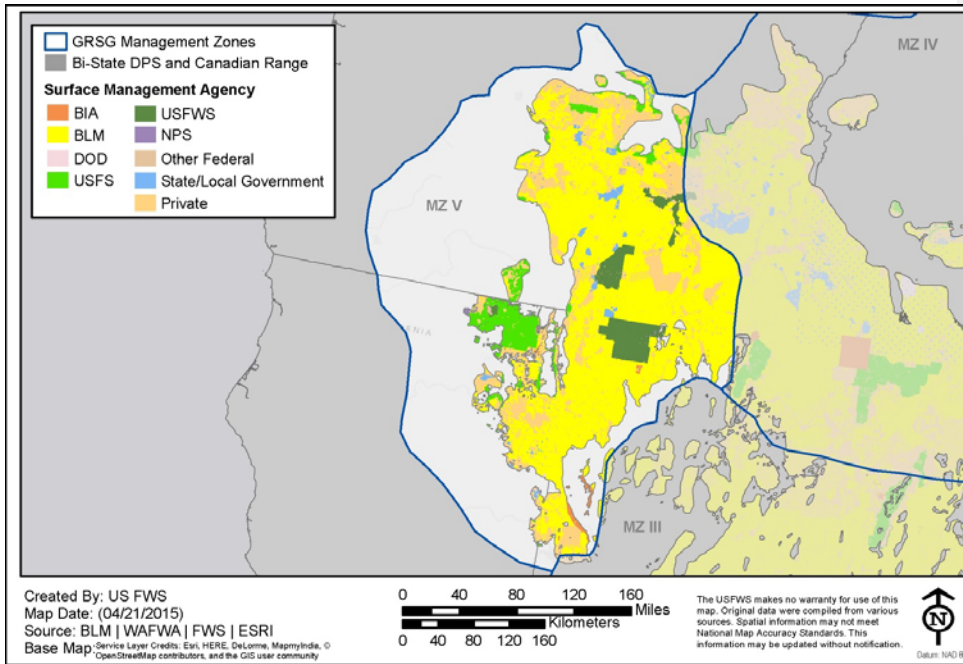 GRSG Management Zones
Bi-State DPS and Canadian Range
Surface Management Agency
BIA
BLM
DOD
USFS
USFWS
NPS
Other Federal
State/Local Government
Private
MZ IV
MZ V
MZ III
Created By: US FWS
Map Date: (04/21/2015)
Source: BLM | WAFWA | FWS | ESRI
Base Map: Service Layer Credits: Esri, HERE, DeLorme, MapmyIndia, ©
OpenStreetMap contributors, and the GIS user community
0 40 80 120 160
Miles
Kilometers
0 40 80 120 160
The USFWS makes no warranty for use of this
map. Original data were compiled from various
sources. Spatial information may not meet
National Map Accuracy Standards. This
information may be updated without notification.
N
Datum: NAD 8